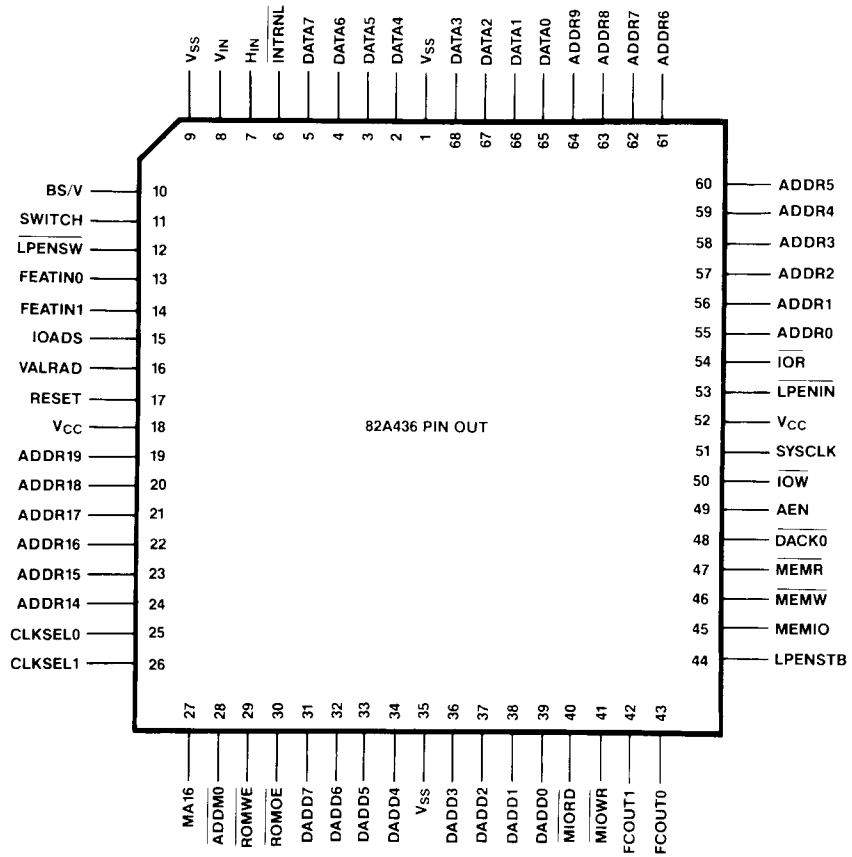 VSS VIN HIN INTRNL DATA7 DATA6 DATA5 DATA4 VSS DATA3 DATA2 DATA1 DATA0 ADDR9 ADDR8 ADDR7 ADDR6
9 8 7 6 5 4 3 2 1 68 67 66 65 64 63 62 61
BS/V 10
SWITCH 11
LPENSW 12
FEATIN0 13
FEATIN1 14
IOADS 15
VALRAD 16
RESET 17
VCC 18
ADDR19 19
ADDR18 20
ADDR17 21
ADDR16 22
ADDR15 23
ADDR14 24
CLKSEL0 25
CLKSEL1 26
82A436 PIN OUT
60 ADDR5
59 ADDR4
58 ADDR3
57 ADDR2
56 ADDR1
55 ADDR0
54 IOR
53 LPENIN
52 VCC
51 SYSCLK
50 IOW
49 AEN
48 DACK0
47 MEMR
46 MEMW
45 MEMIO
44 LPENSTB
27 28 29 30 31 32 33 34 35 36 37 38 39 40 41 42 43
MA16 ADDM0 ROMWE ROMOE DADD7 DADD6 DADD5 DADD4 VSS DADD3 DADD2 DADD1 DADD0 MIORD MIOWR FCOUT1 FCOUT0